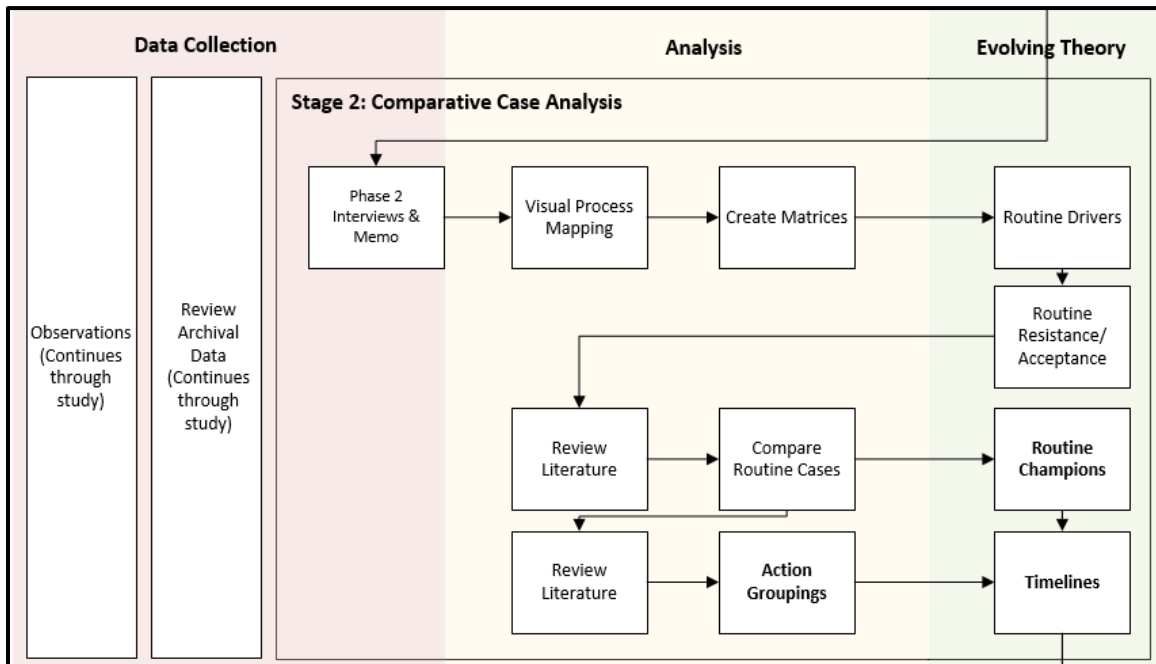 Data Collection
Analysis
Evolving Theory
Stage 2: Comparative Case Analysis
Observations
(Continues
through
study)
Review
Archival
Data
(Continues
through
study)
Phase 2
Interviews &
Memo
Visual Process
Mapping
Create Matrices
Routine Drivers
Routine
Resistance/
Acceptance
Review
Literature
Compare
Routine Cases
Routine
Champions
Review
Literature
Action
Groupings
Timelines